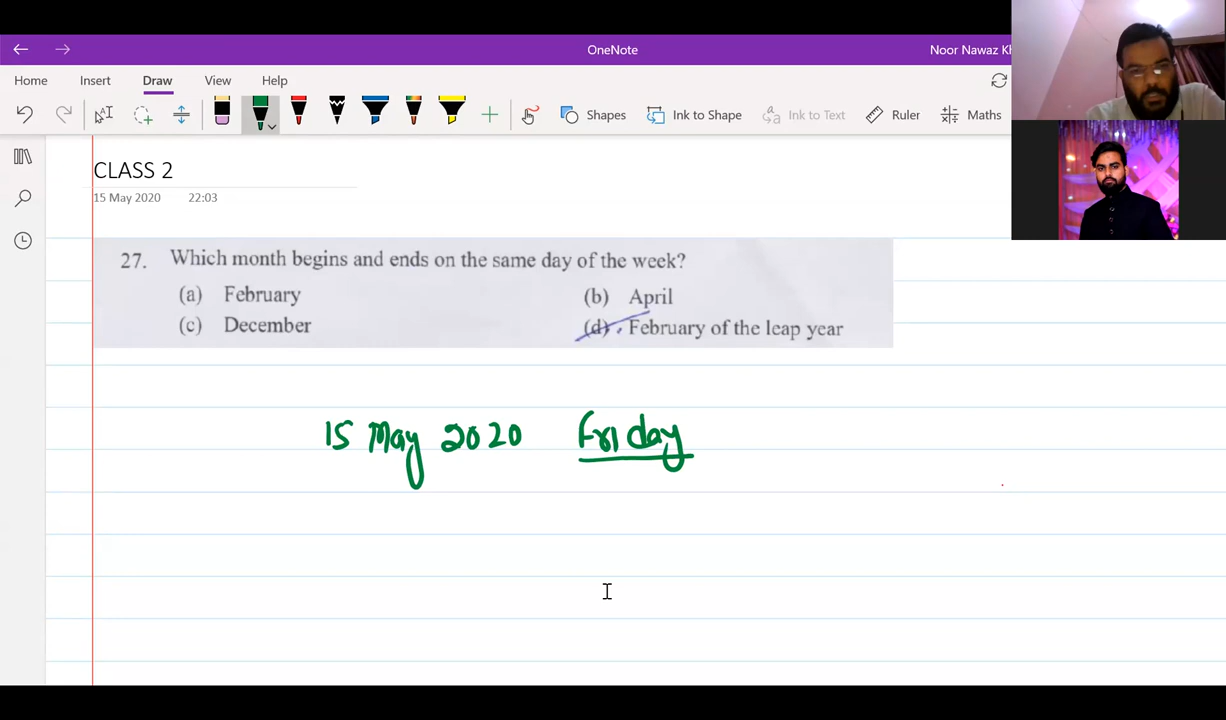 OneNote
Noor Nawaz Kh
Home Insert Draw View Help
Shapes Ink to Shape Ink to Text Ruler Maths
CLASS 2
15 May 2020 22:03
27. Which month begins and ends on the same day of the week?
(a) February (b) April
(c) December (d) February of the leap year
15 May 2020 Friday